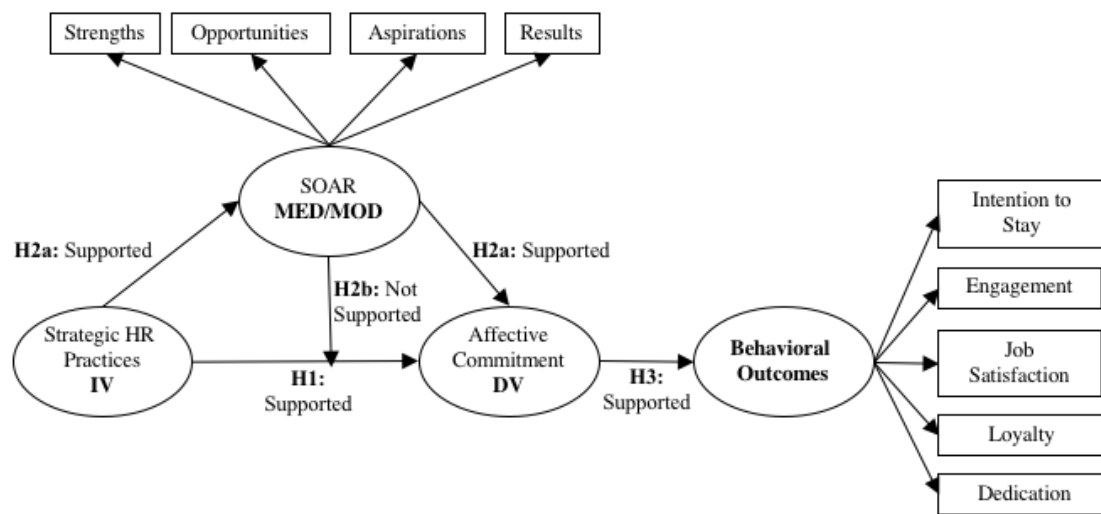 Strengths
Opportunities
Aspirations
Results
SOAR
MED/MOD
H2a: Supported
H2a: Supported
H2b: Not
Supported
Strategic HR
Practices
IV
Affective
Commitment
DV
H1:
Supported
H3:
Supported
Behavioral
Outcomes
Intention to
Stay
Engagement
Job
Satisfaction
Loyalty
Dedication